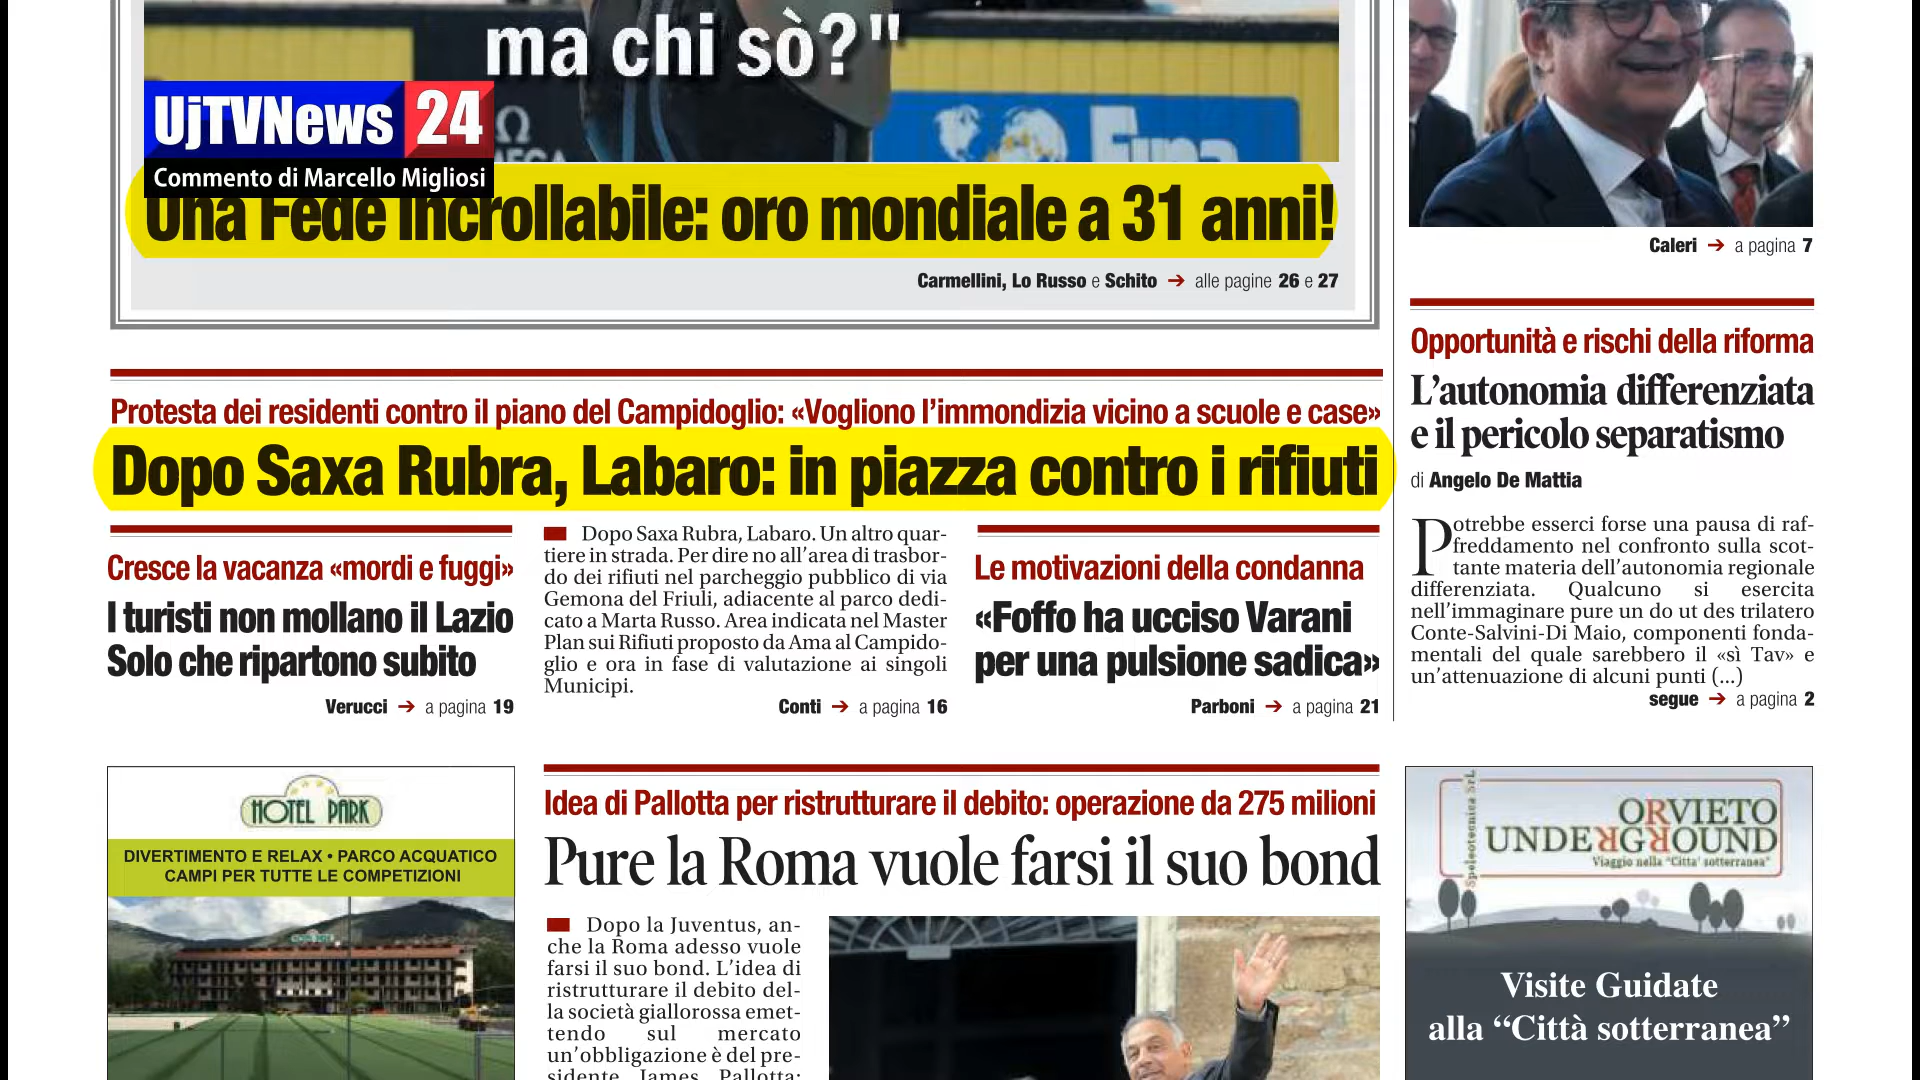 ma chi sò?"
UjTVNews 24
Commento di Marcello Migliosi
Una Fede incrollabile: oro mondiale a 31 anni!
Carmellini, Lo Russo e Schito ➔ alle pagine 26 e 27
Caleri ➔ a pagina 7
Protesta dei residenti contro il piano del Campidoglio: «Vogliono l'immondizia vicino a scuole e case»
Dopo Saxa Rubra, Labaro: in piazza contro i rifiuti
Cresce la vacanza «mordi e fuggi»
I turisti non mollano il Lazio
Solo che ripartono subito
Verucci ➔ a pagina 19
Dopo Saxa Rubra, Labaro. Un altro quar-
tiere in strada. Per dire no all'area di trasbor-
do dei rifiuti nel parcheggio pubblico di via
Gemona del Friuli, adiacente al parco dedi-
cato a Marta Russo. Area indicata nel Master
Plan sui Rifiuti proposto da Ama al Campido-
glio e ora in fase di valutazione ai singoli
Municipi.
Conti ➔ a pagina 16
Le motivazioni della condanna
«Foffo ha ucciso Varani
per una pulsione sadica»
Parboni ➔ a pagina 21
Opportunità e rischi della riforma
L'autonomia differenziata
e il pericolo separatismo
di Angelo De Mattia
Potrebbe esserci forse una pausa di raf-
freddamento nel confronto sulla scot-
tante materia dell'autonomia regionale
differenziata. Qualcuno si esercita
nell'immaginare pure un do ut des trilatero
Conte-Salvini-Di Maio, componenti fonda-
mentali del quale sarebbero il «sì Tav» e
un'attenuazione di alcuni punti (...)
segue ➔ a pagina 2
HOTEL PARK
DIVERTIMENTO E RELAX • PARCO ACQUATICO
CAMPI PER TUTTE LE COMPETIZIONI
Idea di Pallotta per ristrutturare il debito: operazione da 275 milioni
Pure la Roma vuole farsi il suo bond
Dopo la Juventus, an-
che la Roma adesso vuole
farsi il suo bond. L'idea di
ristrutturare il debito del-
la società giallorossa emet-
tendo sul mercato
un'obbligazione è del pre-
sidente James Pallotta:
Speleotecnica SrL
ORVIETO
UNDERGROUND
Viaggio nella "Citta' sotterranea"
Visite Guidate
alla "Città sotterranea"